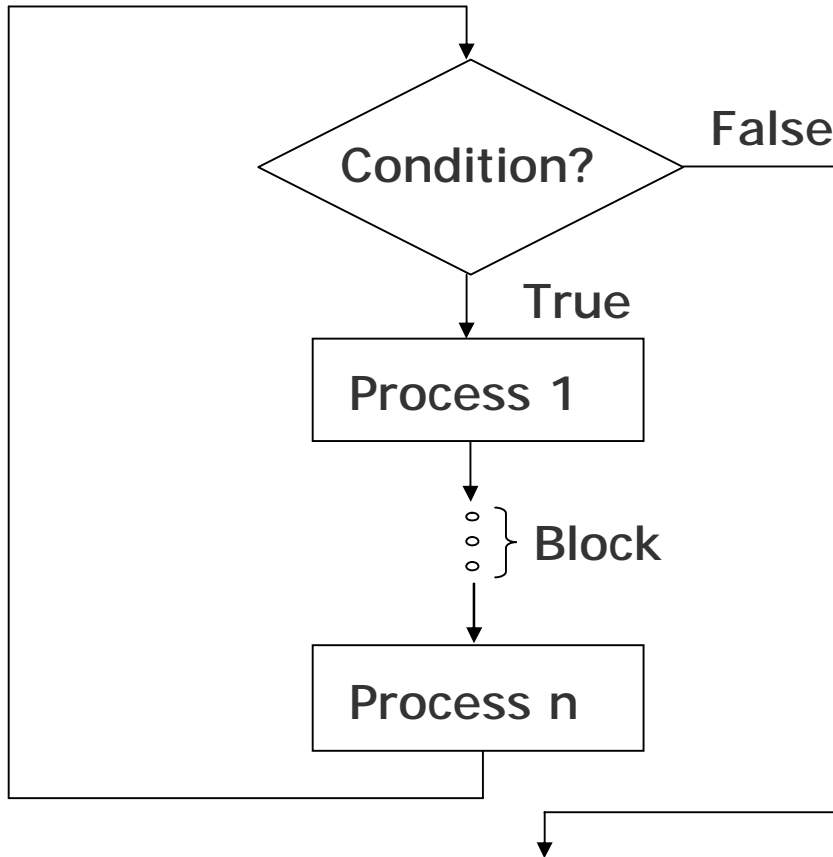 False
Condition?
True
Process 1
Block
Process n